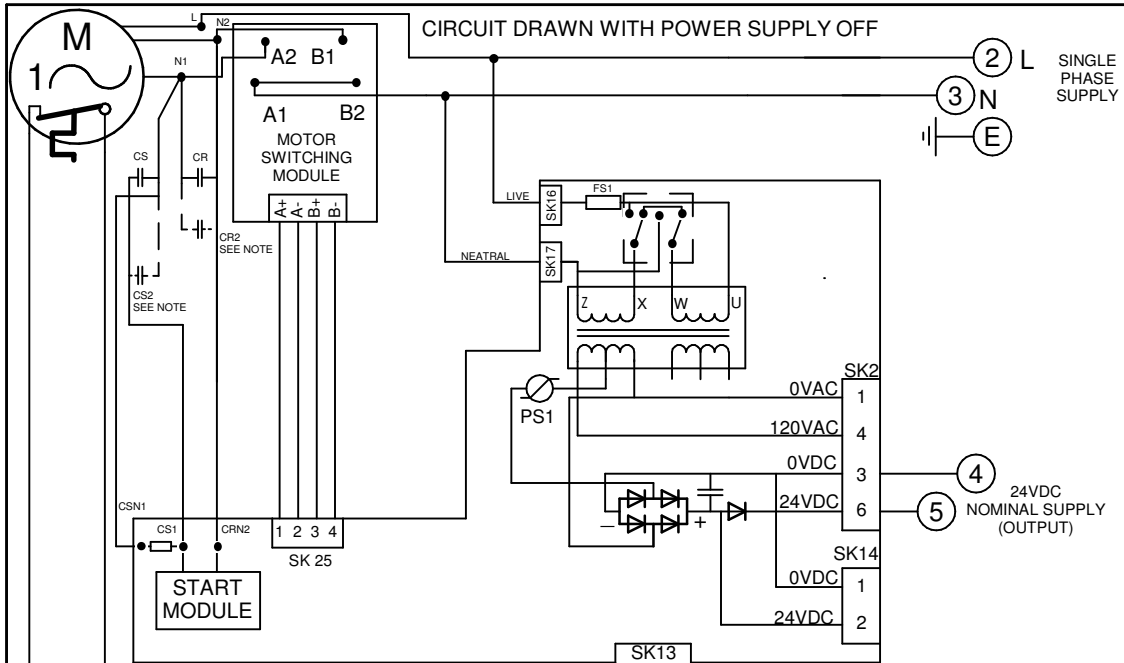 CIRCUIT DRAWN WITH POWER SUPPLY OFF
M
1
L
N2
N1
A2 B1
A1 B2
MOTOR
SWITCHING
MODULE
A+ A- B+ B-
2 L
3 N
E
SINGLE
PHASE
SUPPLY
CS
CR
CR2
SEE NOTE
CS2
SEE NOTE
LIVE
SK16
FS1
NEATRAL
SK17
Z X W U
PS1
SK2
0VAC 1
120VAC 4
0VDC 3
24VDC 6
4
5
24VDC
NOMINAL SUPPLY
(OUTPUT)
– +
SK14
0VDC 1
24VDC 2
CSN1
CS1
CRN2
1 2 3 4
SK 25
START
MODULE
SK13